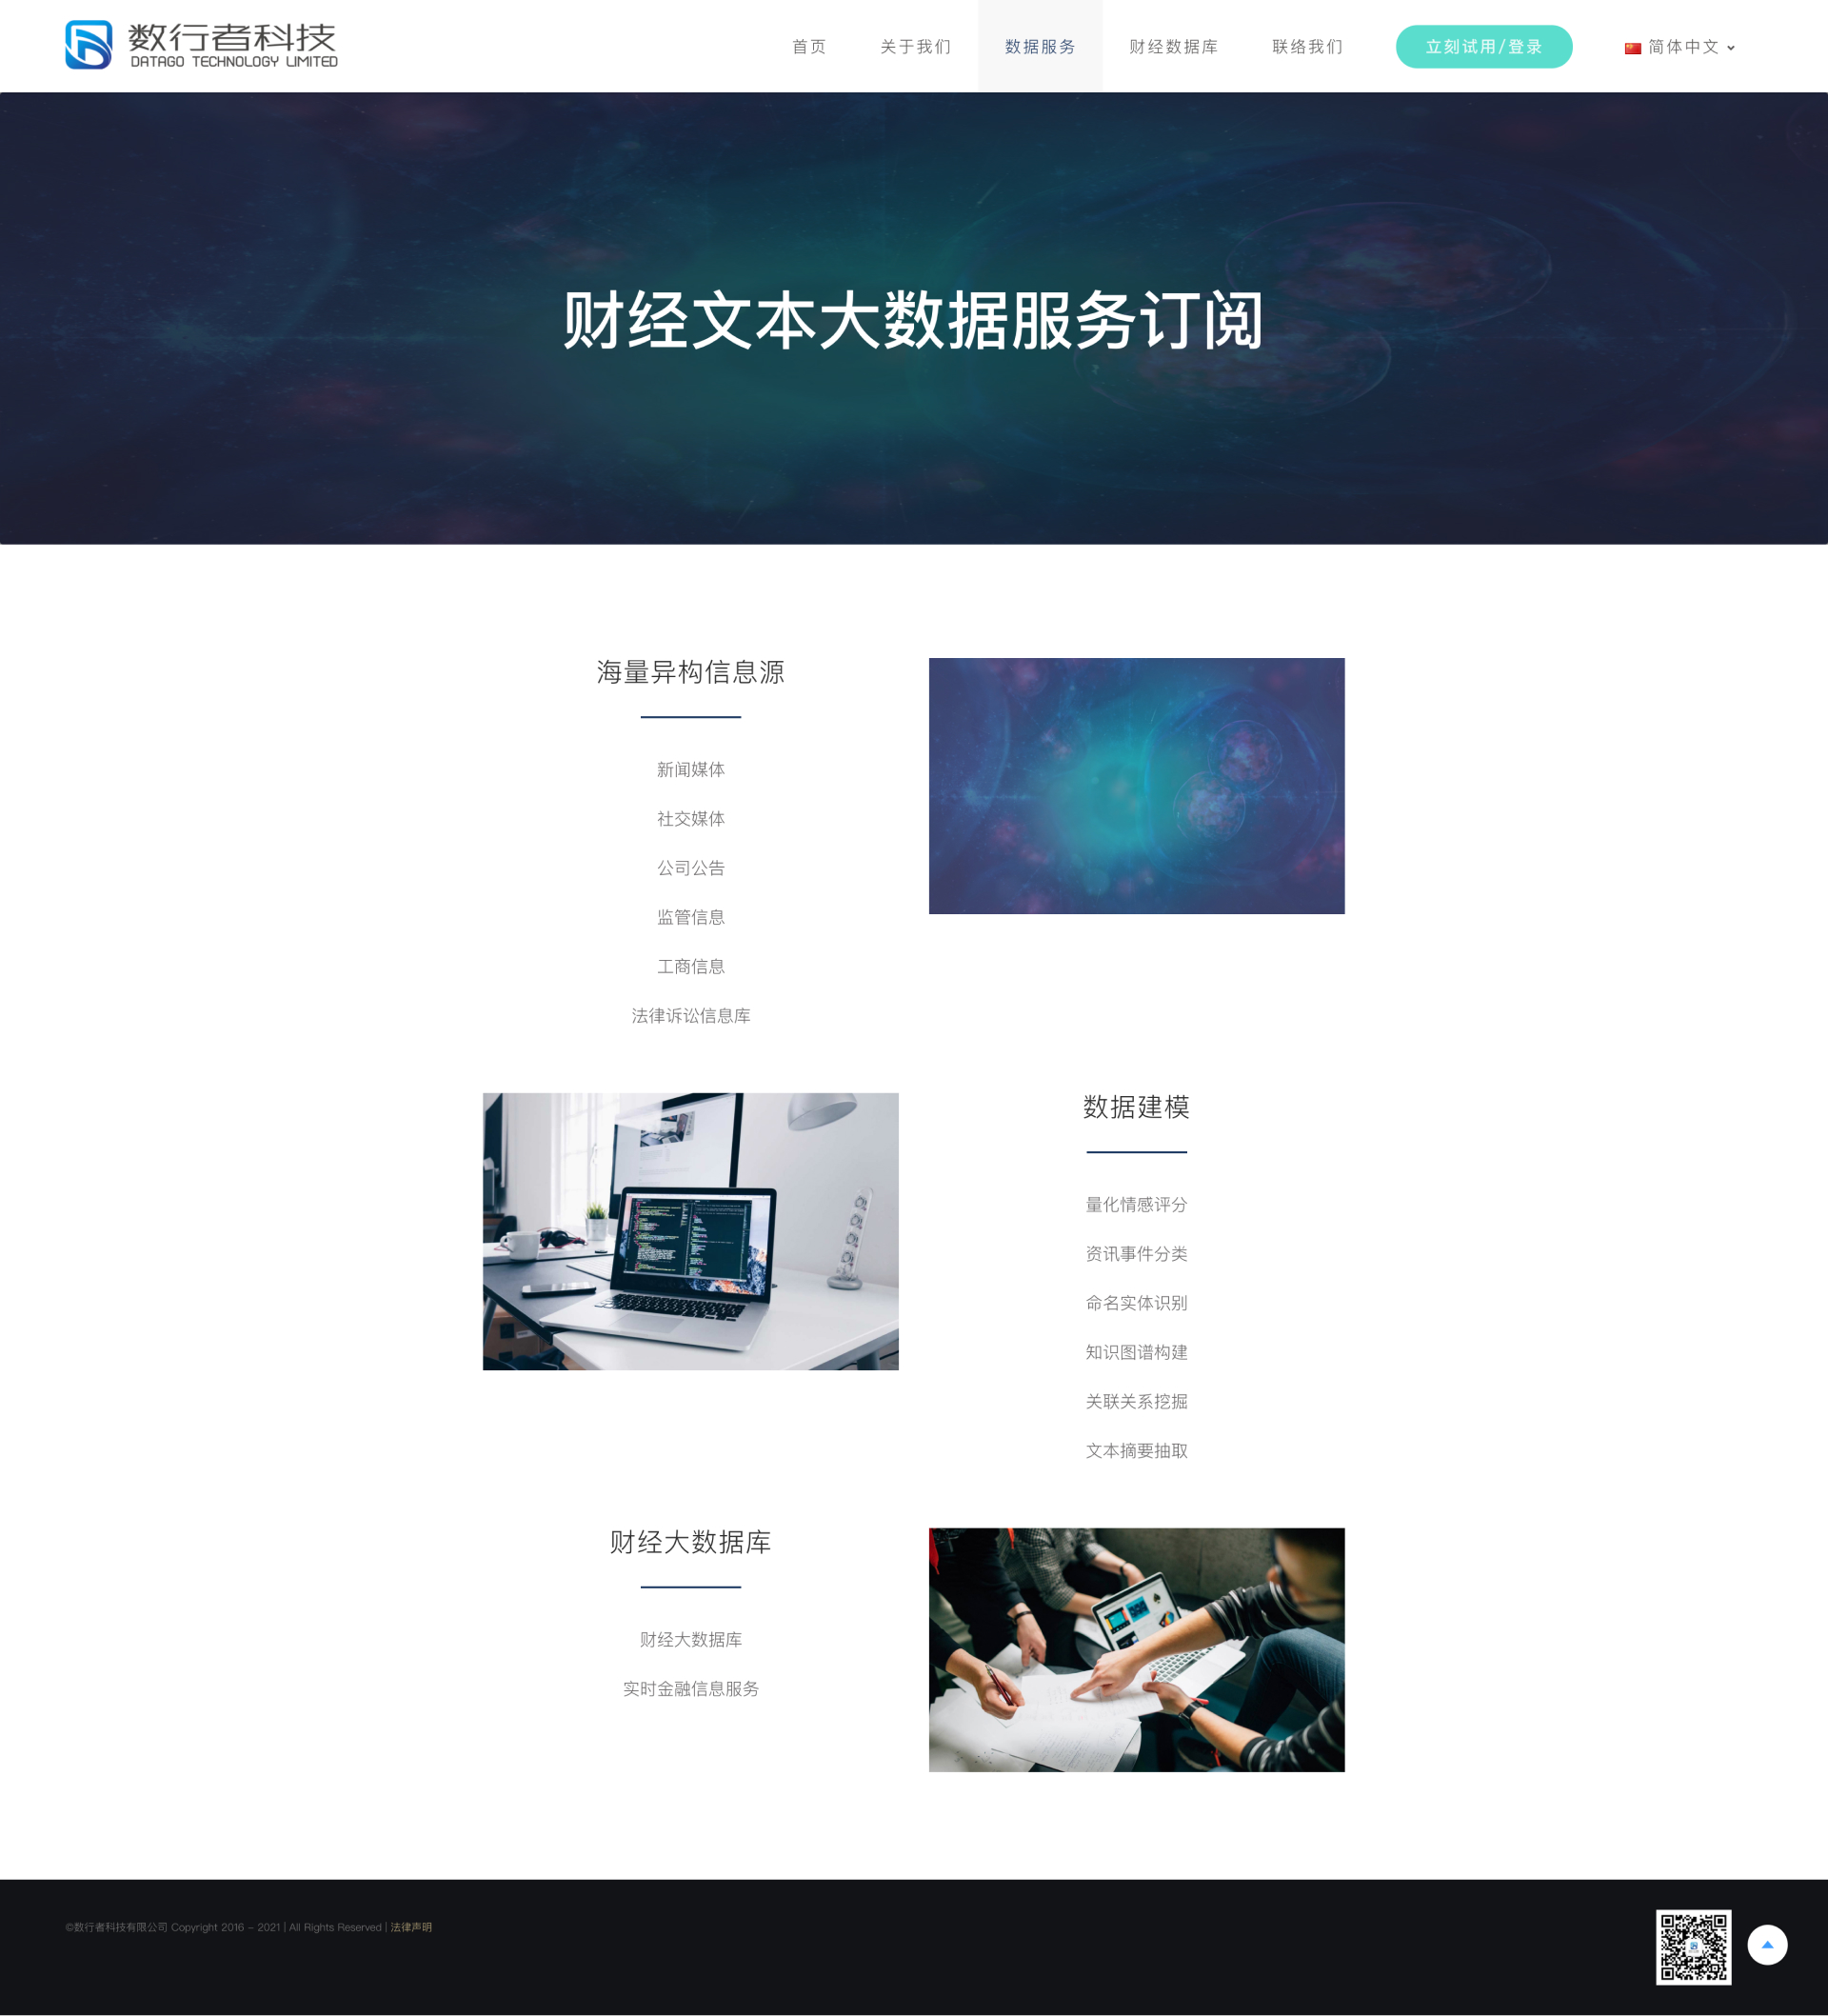 数行者科技
DATAGO TECHNOLOGY LIMITED
首页
关于我们
数据服务
财经数据库
联络我们
立刻试用/登录
简体中文
财经文本大数据服务订阅
海量异构信息源
新闻媒体
社交媒体
公司公告
监管信息
工商信息
法律诉讼信息库
数据建模
量化情感评分
资讯事件分类
命名实体识别
知识图谱构建
关联关系挖掘
文本摘要抽取
财经大数据库
财经大数据库
实时金融信息服务
©数行者科技有限公司 Copyright 2016 – 2021 | All Rights Reserved | 法律声明